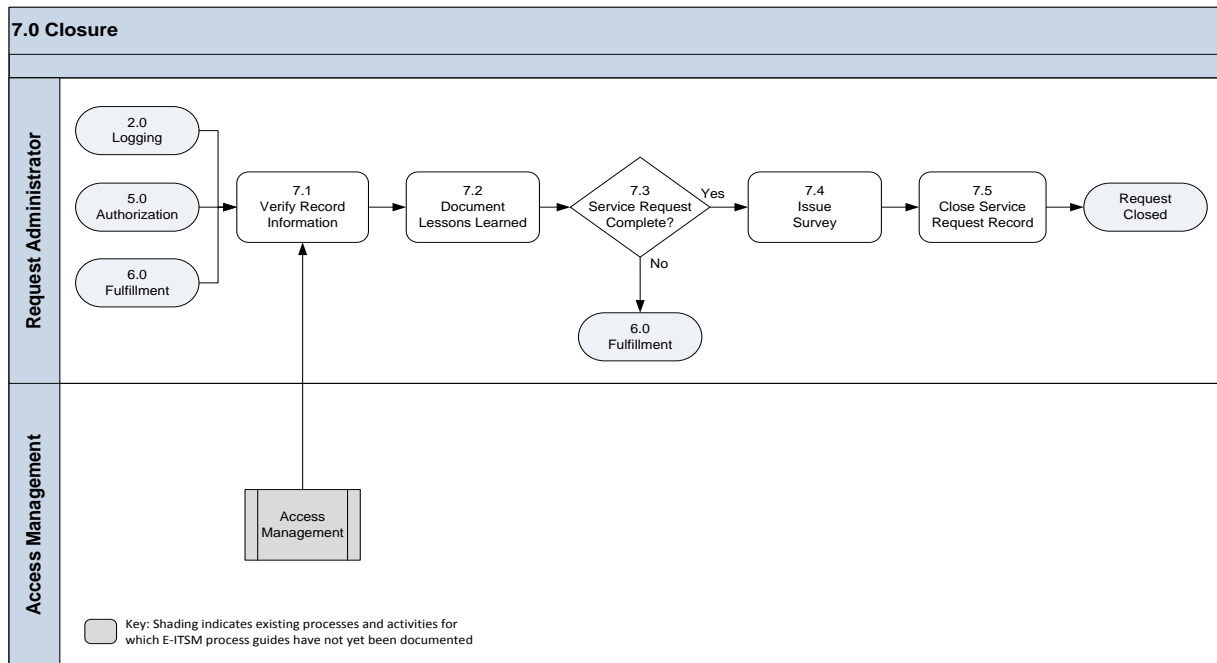 7.0 Closure
Request Administrator
2.0
Logging
5.0
Authorization
6.0
Fulfillment
7.1
Verify Record
Information
7.2
Document
Lessons Learned
7.3
Service Request
Complete?
Yes
No
6.0
Fulfillment
7.4
Issue
Survey
7.5
Close Service
Request Record
Request
Closed
Access Management
Access
Management
Key: Shading indicates existing processes and activities for
which E-ITSM process guides have not yet been documented